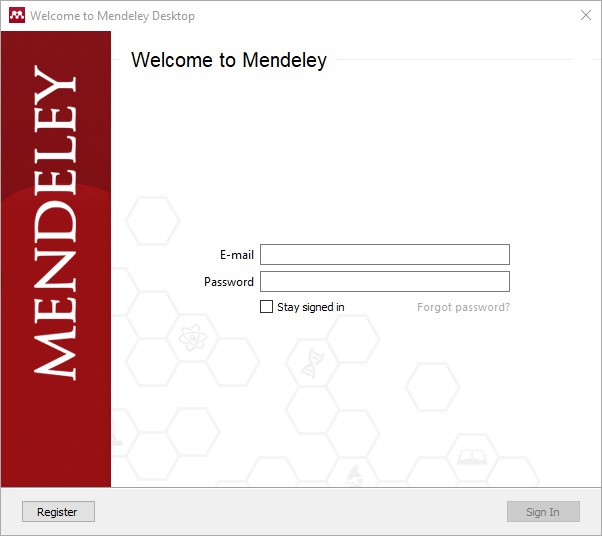 Welcome to Mendeley Desktop
Welcome to Mendeley
MENDELEY
E-mail
Password
Stay signed in
Forgot password?
Register
Sign In